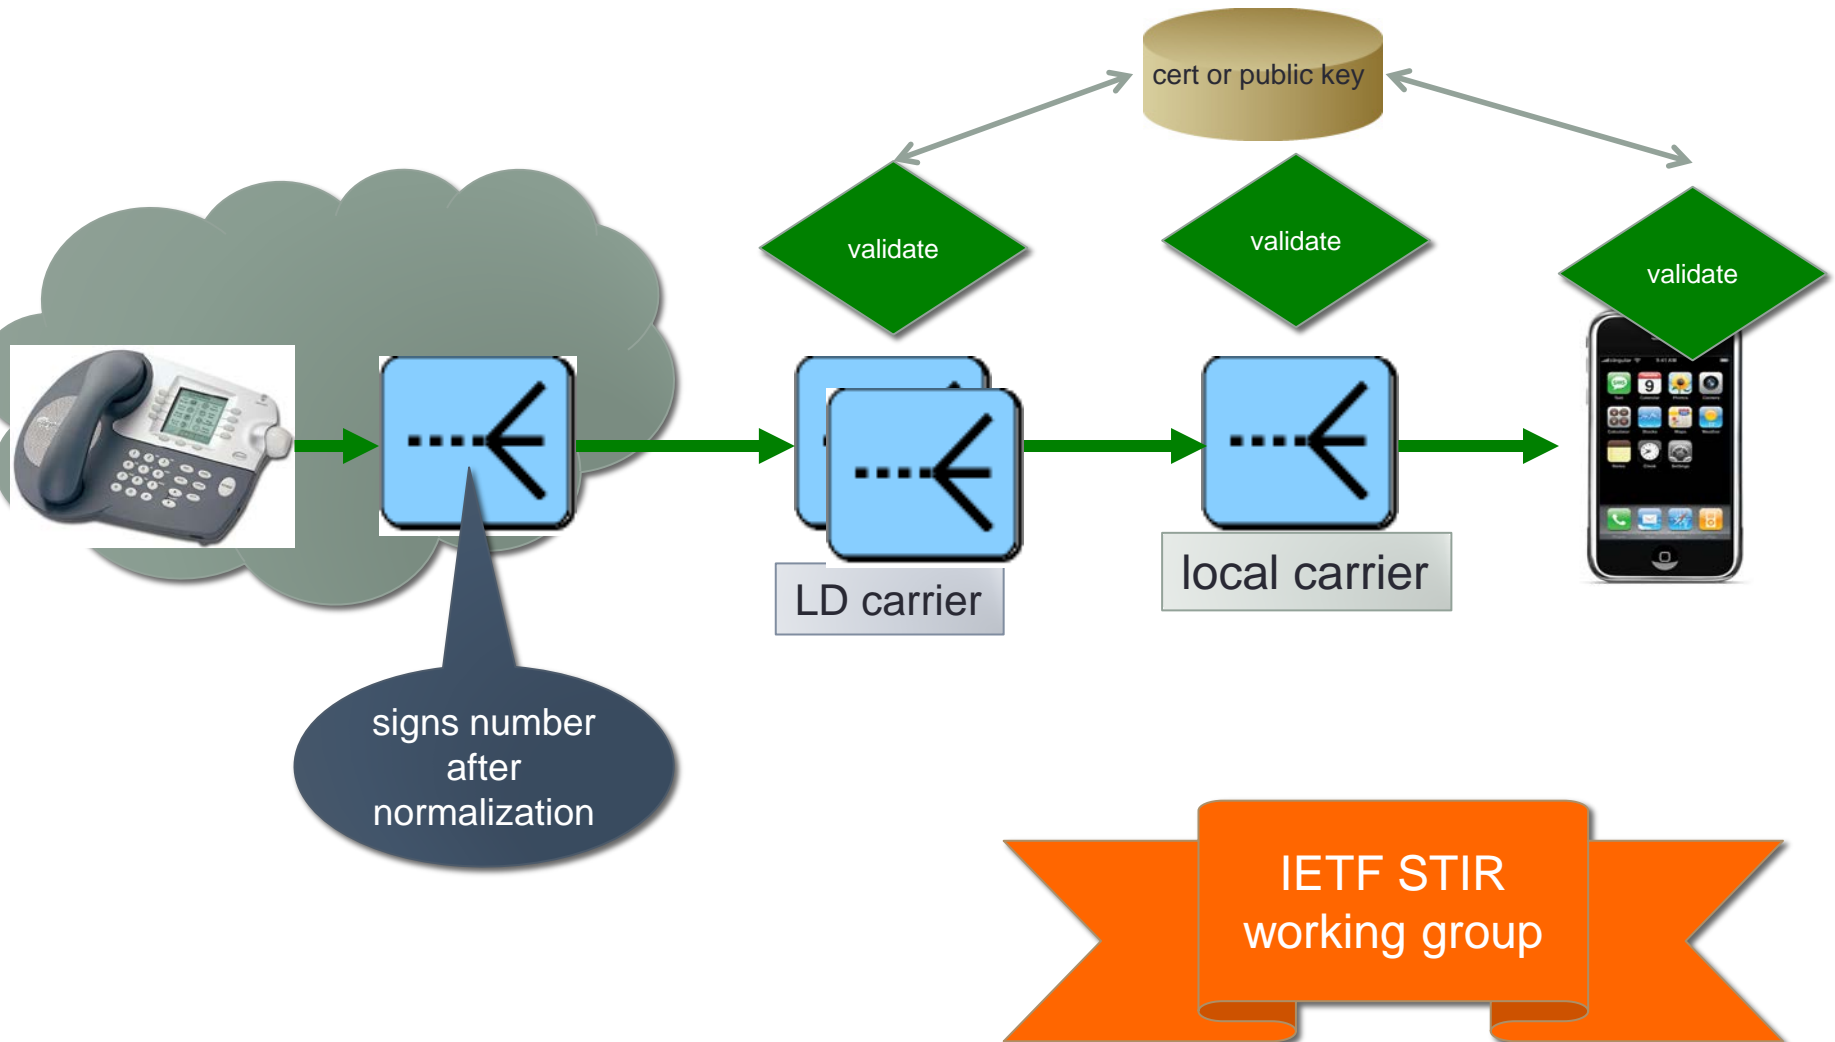 cert or public key
validate
validate
validate
LD carrier
local carrier
signs number
after
normalization
9
IETF STIR
working group